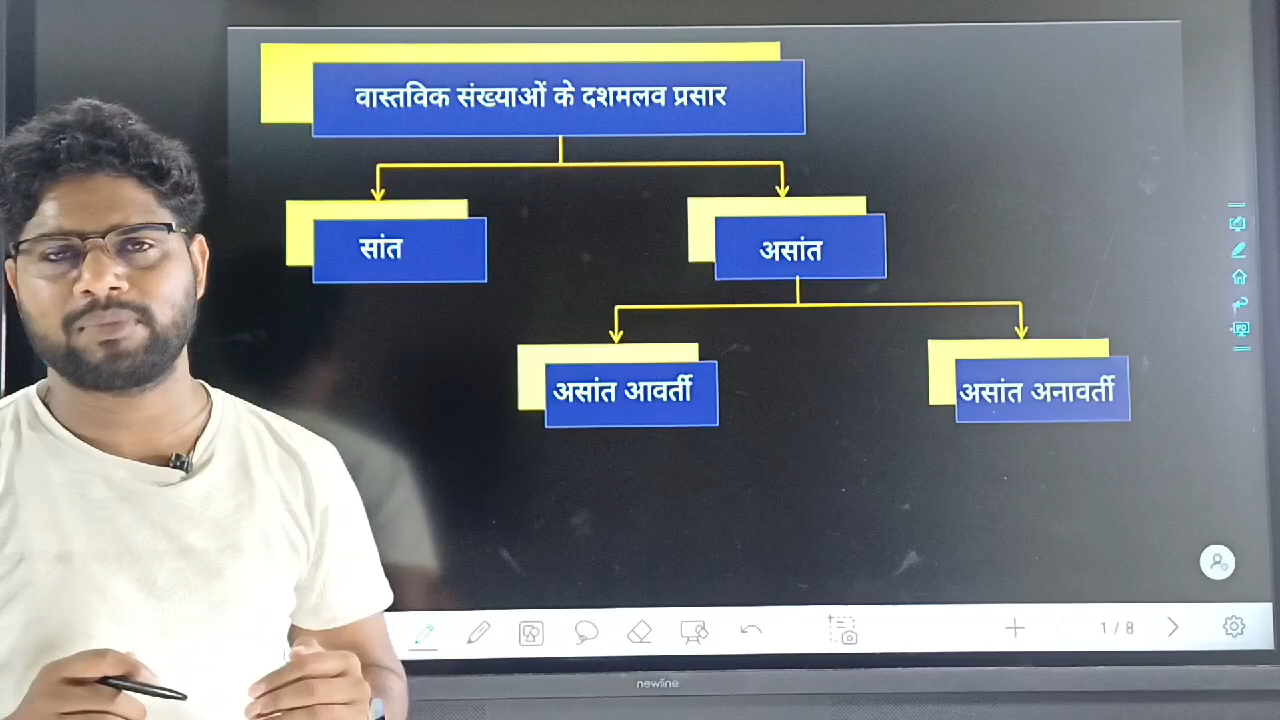 वास्तविक संख्याओं के दशमलव प्रसार
सांत
असांत
असांत आवर्ती
असांत अनावर्ती
1 / 8
newline